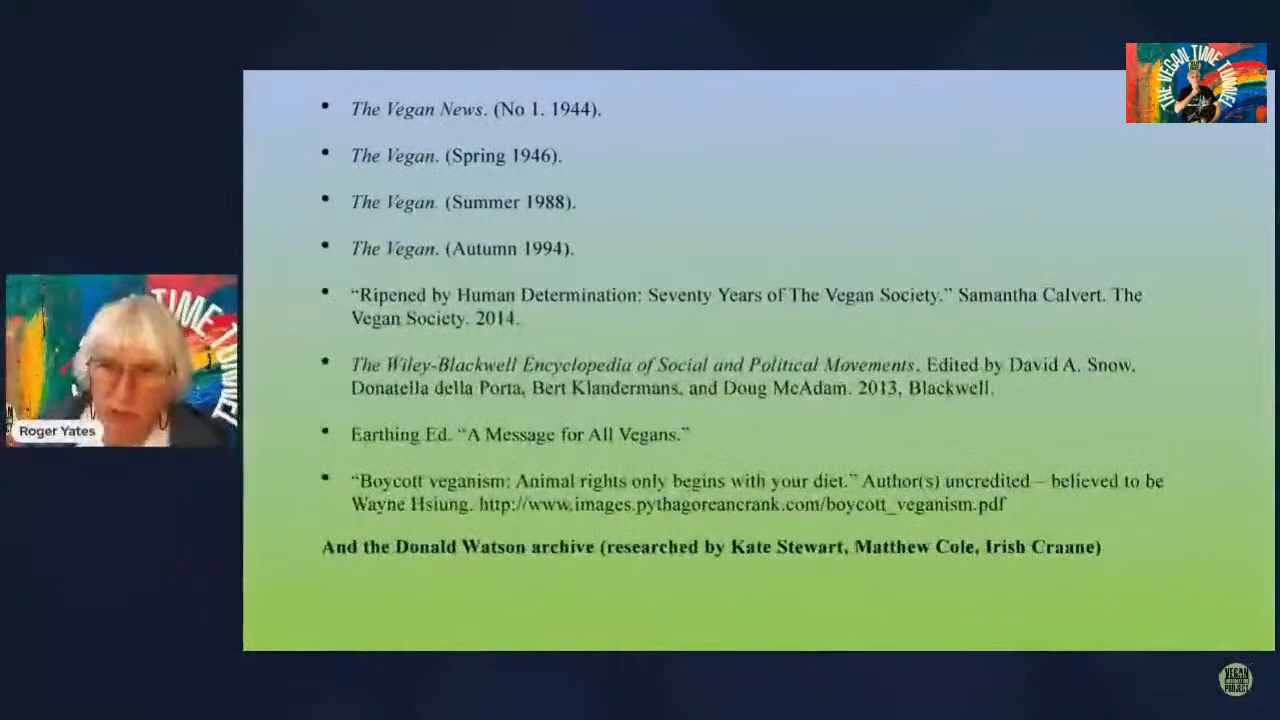 THE VEGAN TIME TUNNEL
• The Vegan News. (No 1. 1944).
• The Vegan. (Spring 1946).
• The Vegan. (Summer 1988).
• The Vegan. (Autumn 1994).
• “Ripened by Human Determination: Seventy Years of The Vegan Society.” Samantha Calvert. The
Vegan Society. 2014.
• The Wiley-Blackwell Encyclopedia of Social and Political Movements. Edited by David A. Snow,
Donatella della Porta, Bert Klandermans, and Doug McAdam. 2013, Blackwell.
• Earthing Ed. “A Message for All Vegans.”
• “Boycott veganism: Animal rights only begins with your diet.” Author(s) uncredited – believed to be
Wayne Hsiung. http://www.images.pythagoreancrank.com/boycott_veganism.pdf
And the Donald Watson archive (researched by Kate Stewart, Matthew Cole, Irish Craane)
TIME
TUNNEL
Roger Yates
VEGAN
PROJECT